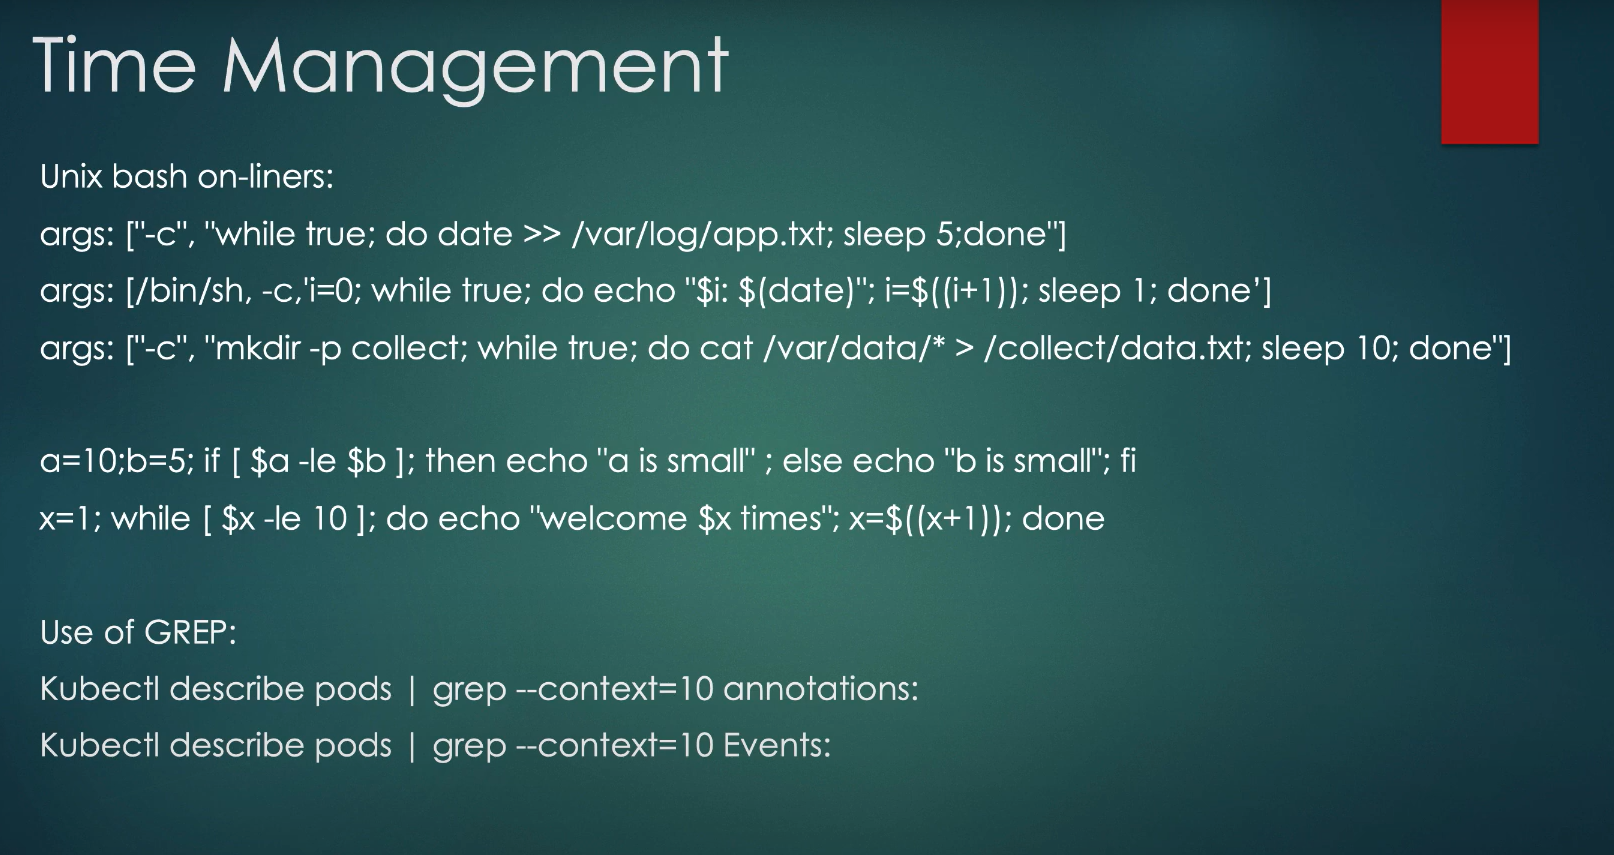 Time Management
Unix bash on-liners:
args: ["-c", "while true; do date >> /var/log/app.txt; sleep 5;done"]
args: [/bin/sh, -c,'i=0; while true; do echo "$i: $(date)"; i=$((i+1)); sleep 1; done’]
args: ["-c", "mkdir -p collect; while true; do cat /var/data/* > /collect/data.txt; sleep 10; done"]
a=10;b=5; if [ $a -le $b ]; then echo "a is small" ; else echo "b is small"; fi
x=1; while [ $x -le 10 ]; do echo "welcome $x times"; x=$((x+1)); done
Use of GREP:
Kubectl describe pods | grep --context=10 annotations:
Kubectl describe pods | grep --context=10 Events: